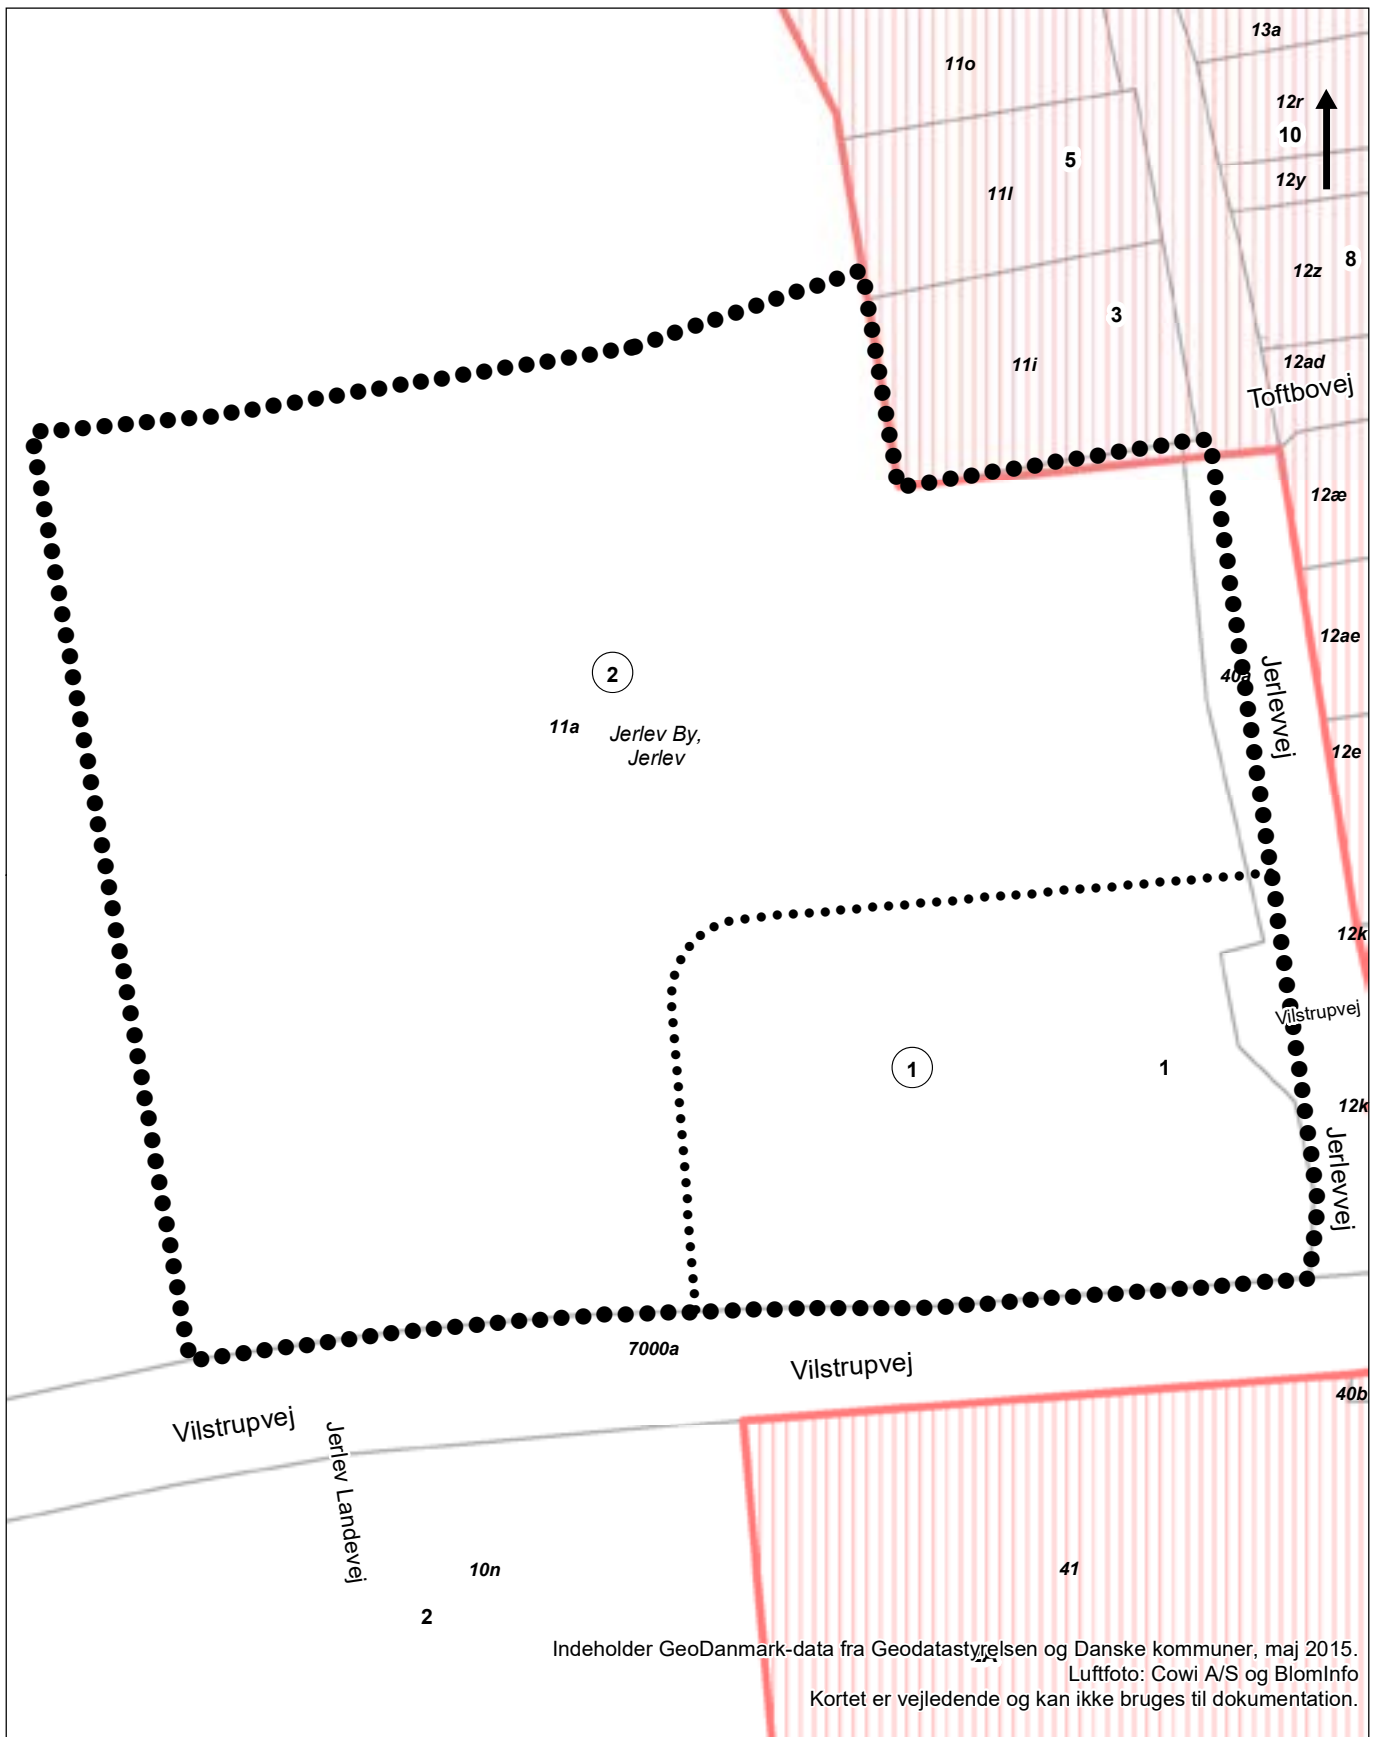 13a
11o
12r
10
5
12y
11l
8
12z
3
12ad
11i
Toftbovej
12æ
12ae
2
40a
Jerlevvej
11a
Jerlev By,
Jerlev
12e
12k
Vilstrupvej
1
1
12k
Jerlevvej
7000a
Vilstrupvej
40b
Vilstrupvej
Jerlev Landevej
10n
41
2
Indeholder GeoDanmark-data fra Geodatastyrelsen og Danske kommuner, maj 2015.
Luftfoto: Cowi A/S og BlomInfo
Kortet er vejledende og kan ikke bruges til dokumentation.